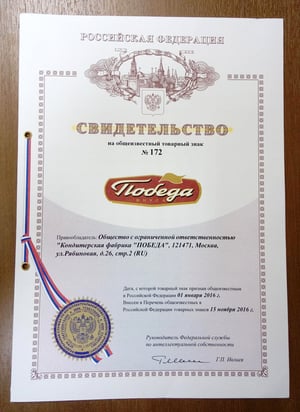 РОССИЙСКАЯ ФЕДЕРАЦИЯ
СВИДЕТЕЛЬСТВО
на общеизвестный товарный знак
№ 172
Победа
ВКУСА
Правообладатель: Общество с ограниченной ответственностью
"Кондитерская фабрика "ПОБЕДА", 121471, Москва,
ул.Рябиновая, д.26, стр.2 (RU)
Дата, с которой товарный знак признан общеизвестным
в Российской Федерации 01 января 2016 г.
Внесен в Перечень общеизвестных в
Российской Федерации товарных знаков 15 ноября 2016 г.
Руководитель Федеральной службы
по интеллектуальной собственности
Г.П. Ивлиев